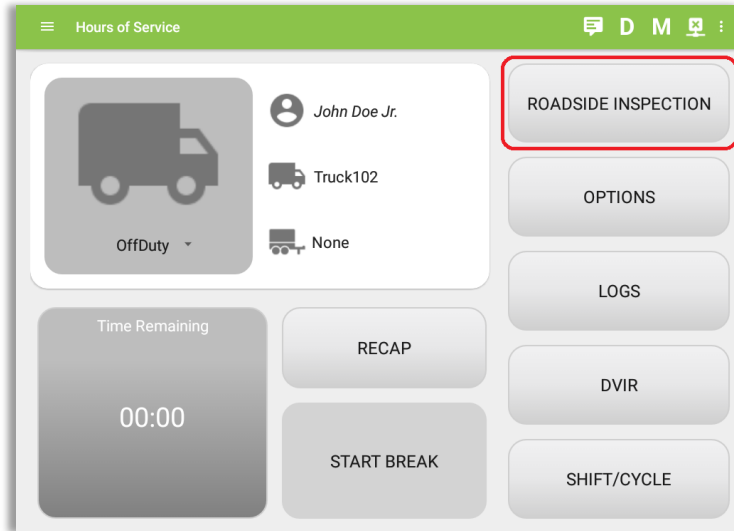 Hours of Service
D M
John Doe Jr.
Truck102
None
OffDuty
Time Remaining
00:00
RECAP
START BREAK
ROADSIDE INSPECTION
OPTIONS
LOGS
DVIR
SHIFT/CYCLE